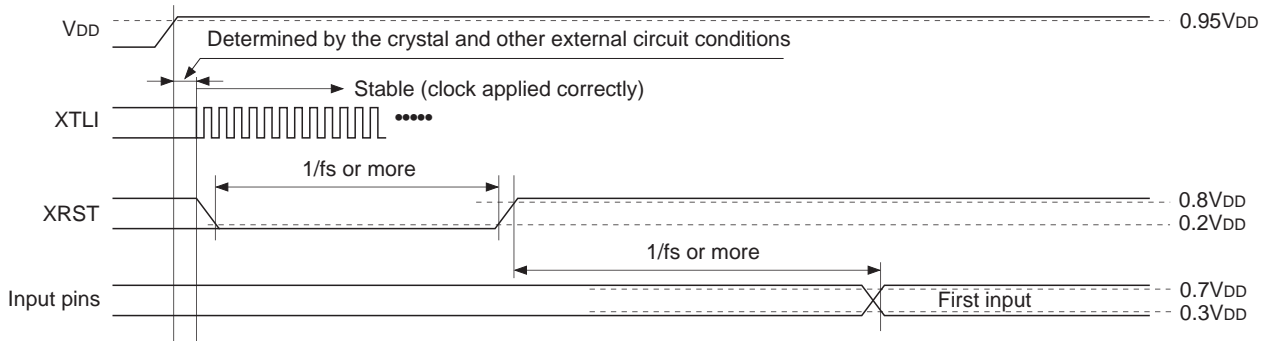 VDD
0.95VDD
Determined by the crystal and other external circuit conditions
Stable (clock applied correctly)
XTLI
1/fs or more
XRST
0.8VDD
0.2VDD
1/fs or more
Input pins
First input
0.7VDD
0.3VDD